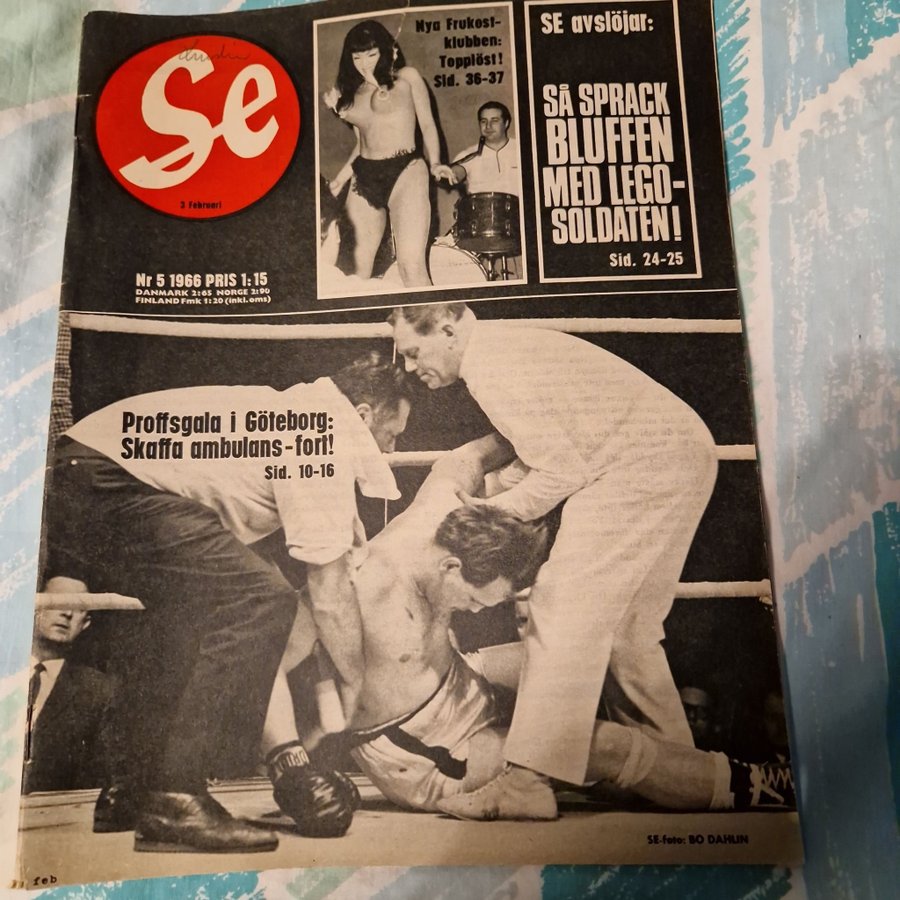 Se
3 Februari
Nr 5 1966 PRIS 1:15
DANMARK 2:65 NORGE 2:90
FINLAND Fmk 1:20 (inkl. oms)
Nya Frukost-
klubben:
Topplöst!
Sid. 36-37
SE avslöjar:
SÅ SPRACK
BLUFFEN
MED LEGO-
SOLDATEN!
Sid. 24-25
Proffsgala i Göteborg:
Skaffa ambulans-fort!
Sid. 10-16
SE-foto: BO DAHLIN
feb